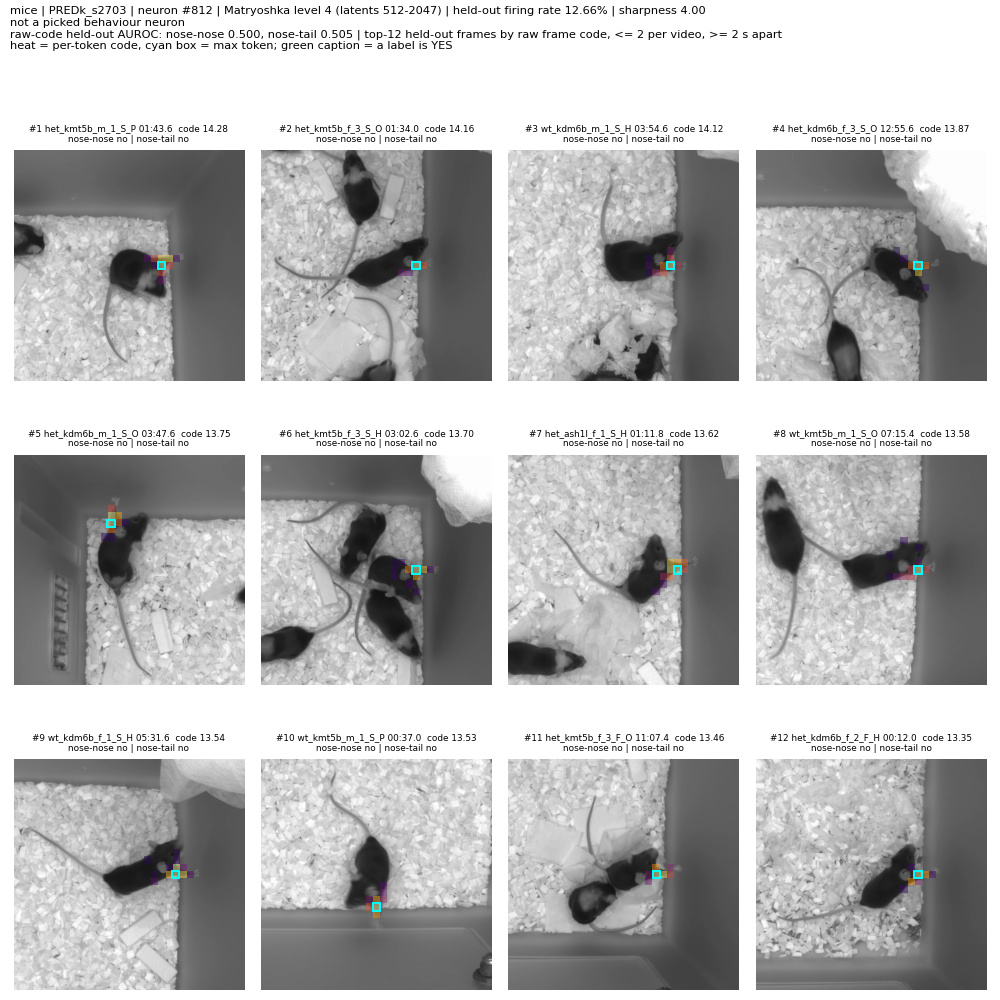 mice | PREDk_s2703 | neuron #812 | Matryoshka level 4 (latents 512-2047) | held-out firing rate 12.66% | sharpness 4.00
not a picked behaviour neuron
raw-code held-out AUROC: nose-nose 0.500, nose-tail 0.505 | top-12 held-out frames by raw frame code, <= 2 per video, >= 2 s apart
heat = per-token code, cyan box = max token; green caption = a label is YES
#1 het_kmt5b_m_1_S_P 01:43.6 code 14.28
nose-nose no | nose-tail no
#2 het_kmt5b_f_3_S_O 01:34.0 code 14.16
nose-nose no | nose-tail no
#3 wt_kdm6b_m_1_S_H 03:54.6 code 14.12
nose-nose no | nose-tail no
#4 het_kdm6b_f_3_S_O 12:55.6 code 13.87
nose-nose no | nose-tail no
#5 het_kdm6b_m_1_S_O 03:47.6 code 13.75
nose-nose no | nose-tail no
#6 het_kmt5b_f_3_S_H 03:02.6 code 13.70
nose-nose no | nose-tail no
#7 het_ash1l_f_1_S_H 01:11.8 code 13.62
nose-nose no | nose-tail no
#8 wt_kmt5b_m_1_S_O 07:15.4 code 13.58
nose-nose no | nose-tail no
#9 wt_kdm6b_f_1_S_H 05:31.6 code 13.54
nose-nose no | nose-tail no
#10 wt_kmt5b_m_1_S_P 00:37.0 code 13.53
nose-nose no | nose-tail no
#11 het_kmt5b_f_3_F_O 11:07.4 code 13.46
nose-nose no | nose-tail no
#12 het_kdm6b_f_2_F_H 00:12.0 code 13.35
nose-nose no | nose-tail no